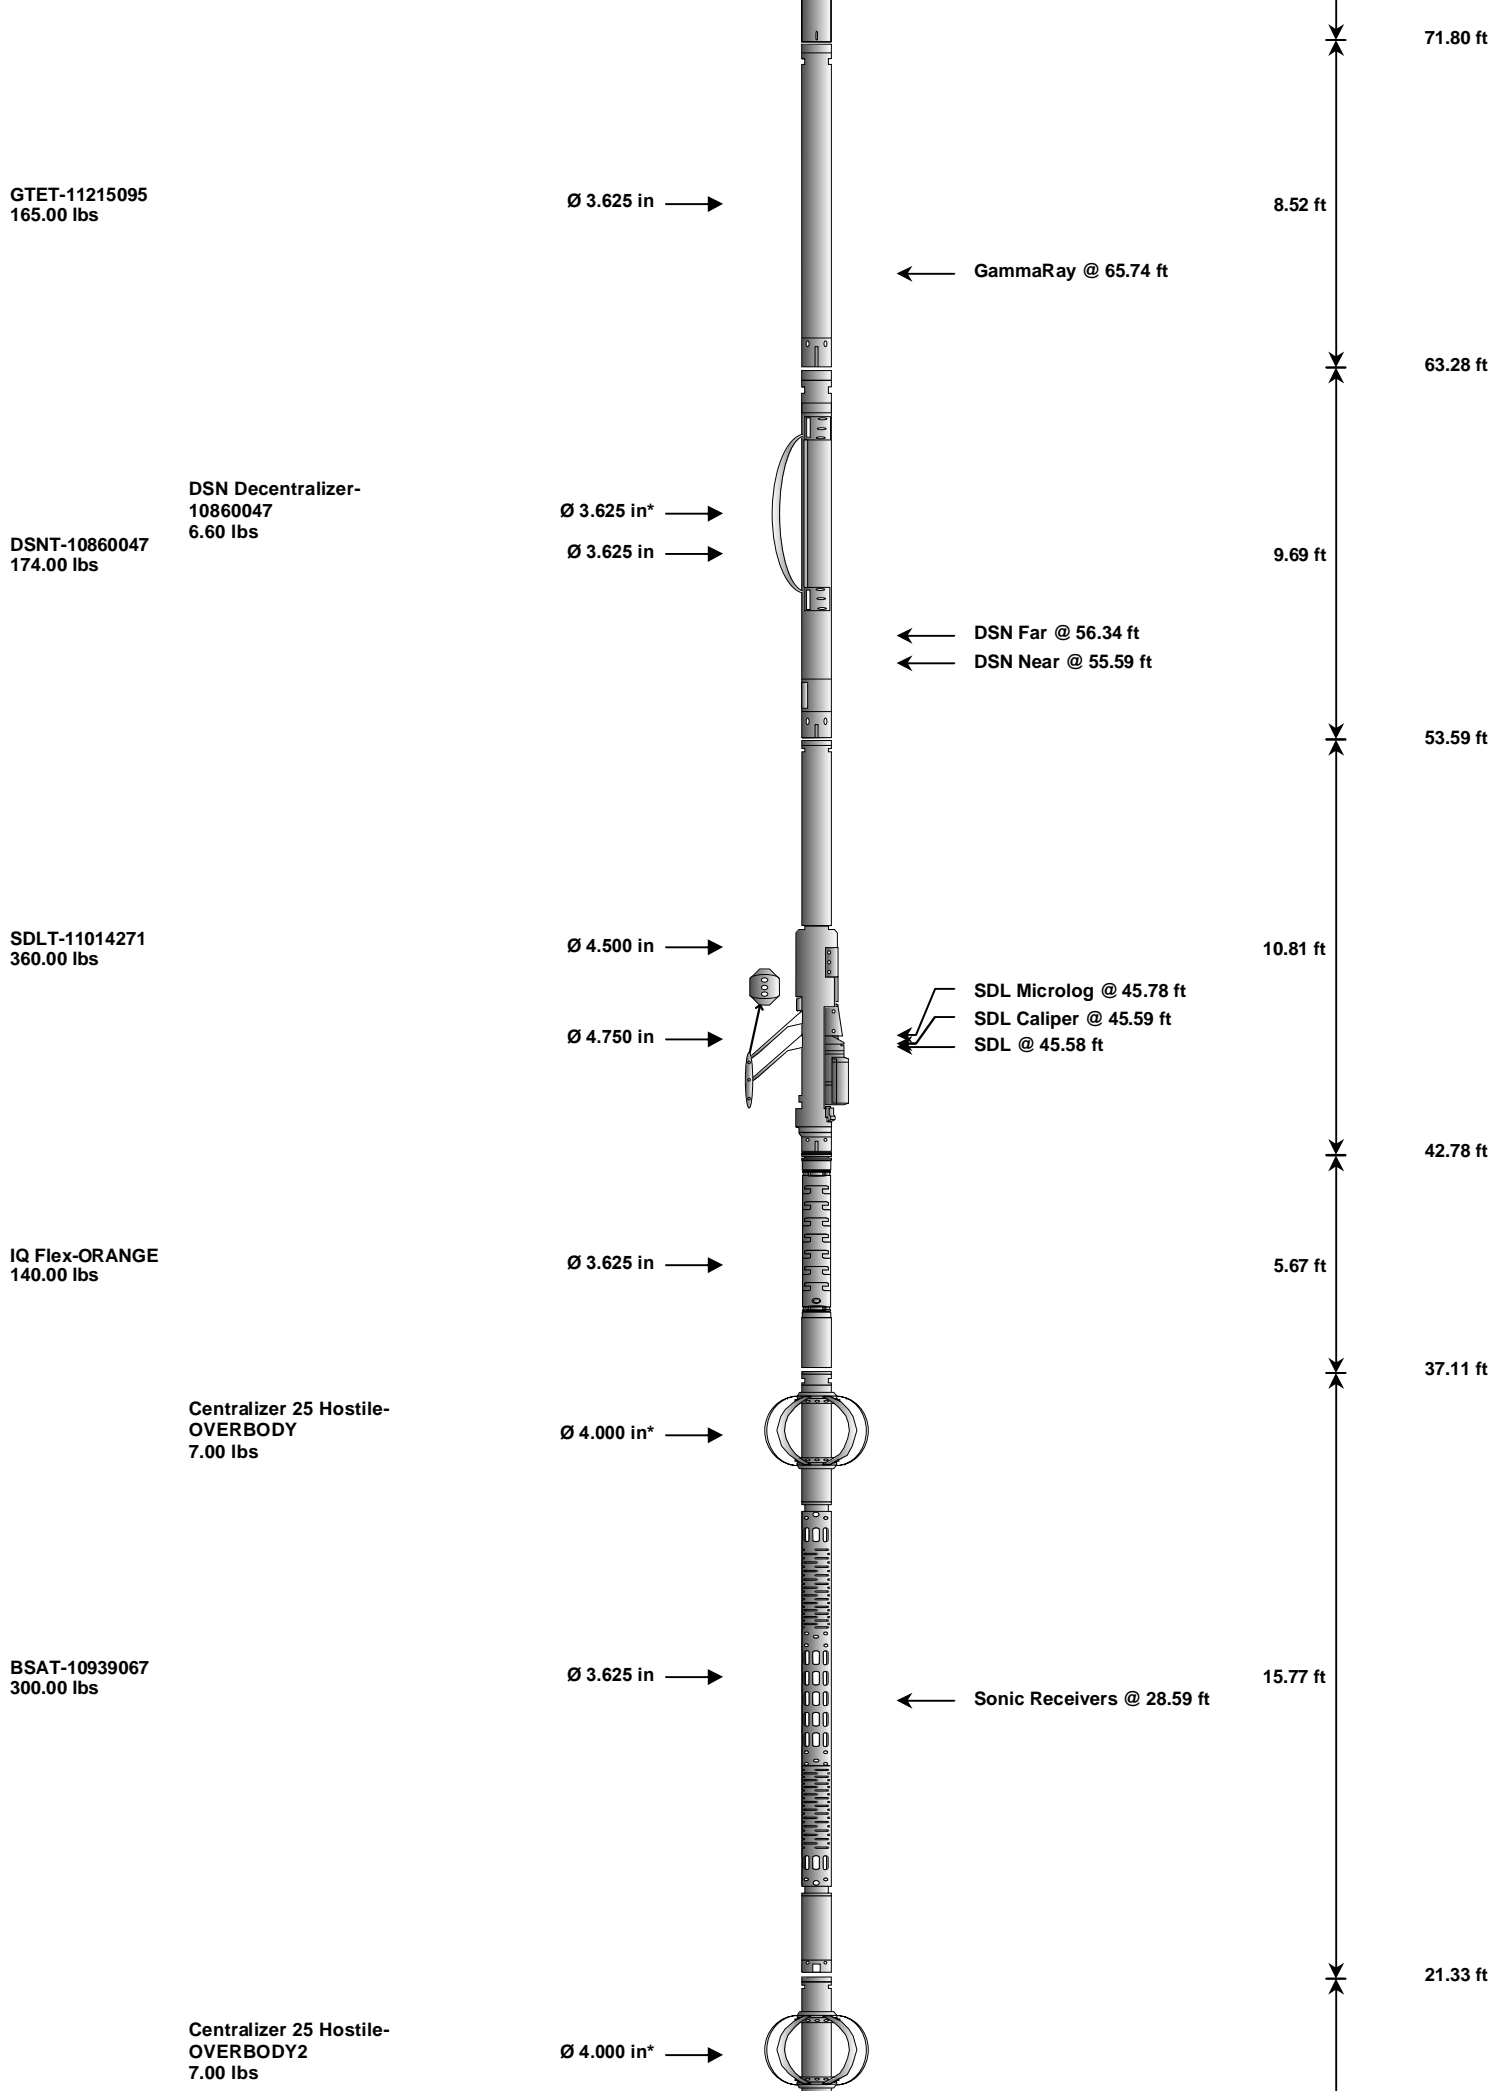 71.80 ft
GTET-11215095
165.00 lbs
Ø 3.625 in
8.52 ft
GammaRay @ 65.74 ft
63.28 ft
DSN Decentralizer-
10860047
6.60 lbs
Ø 3.625 in*
DSNT-10860047
174.00 lbs
Ø 3.625 in
9.69 ft
DSN Far @ 56.34 ft
DSN Near @ 55.59 ft
53.59 ft
SDLT-11014271
360.00 lbs
Ø 4.500 in
10.81 ft
SDL Microlog @ 45.78 ft
SDL Caliper @ 45.59 ft
Ø 4.750 in
SDL @ 45.58 ft
42.78 ft
IQ Flex-ORANGE
140.00 lbs
Ø 3.625 in
5.67 ft
37.11 ft
Centralizer 25 Hostile-
OVERBODY
7.00 lbs
Ø 4.000 in*
BSAT-10939067
300.00 lbs
Ø 3.625 in
15.77 ft
Sonic Receivers @ 28.59 ft
21.33 ft
Centralizer 25 Hostile-
OVERBODY2
7.00 lbs
Ø 4.000 in*